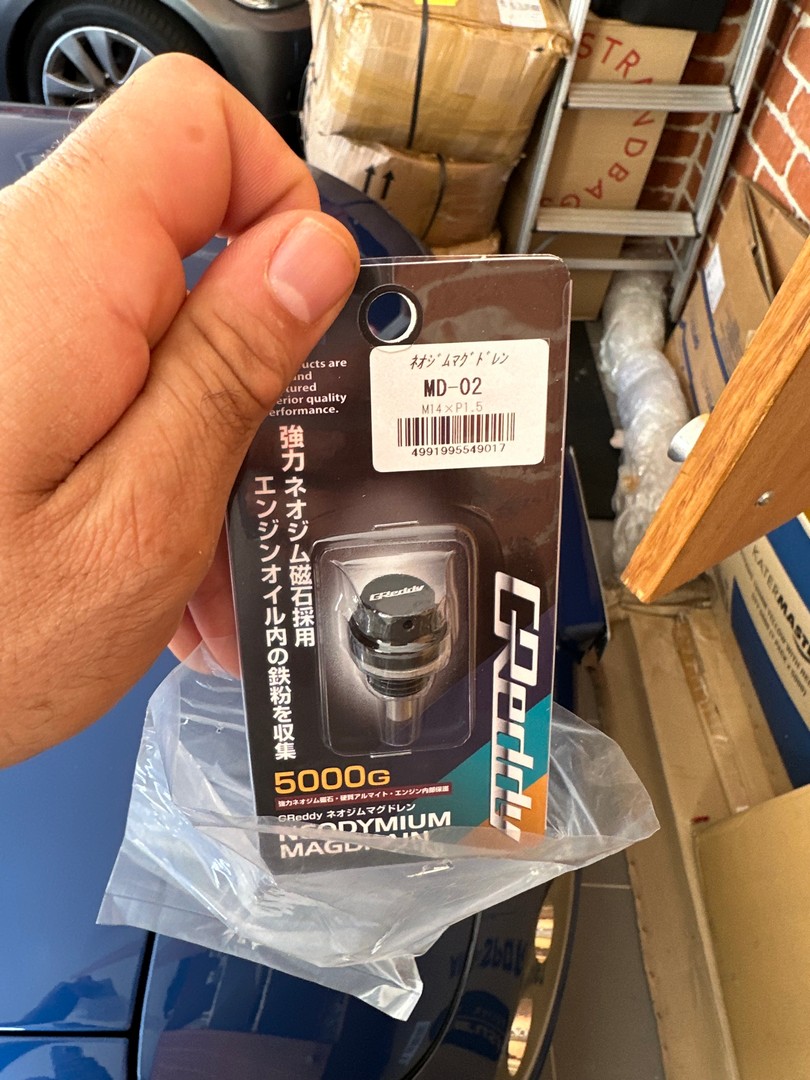 STRANDBAGS
ネオジムマグドレン
MD-02
M14×P1.5
4991995549017
ucts are
and
tured
erior quality
erformance.
強力ネオジム磁石採用
エンジンオイル内の鉄粉を収集
GReddy
GReddy
5000G
強力ネオジム磁石・硬質アルマイト・エンジン内部保護
GReddy ネオジムマグドレン
NEODYMIUM
MAGDRAIN